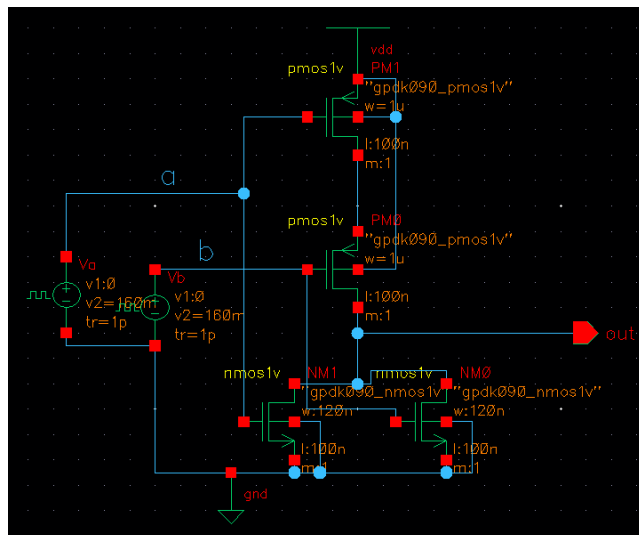 vdd
pmos1v
PM1
"gpdk090_pmos1v"
w=1u
l:100n
m:1
a
pmos1v
PM0
"gpdk090_pmos1v"
w=1u
l:100n
m:1
b
Va
v1:0
v2=160m
tr=1p
Vb
v1:0
v2=160m
tr=1p
out
nmos1v
NM1
"gpdk090_nmos1v"
w:120n
l:100n
m:1
nmos1v
NM0
"gpdk090_nmos1v"
w:120n
l:100n
m:1
gnd